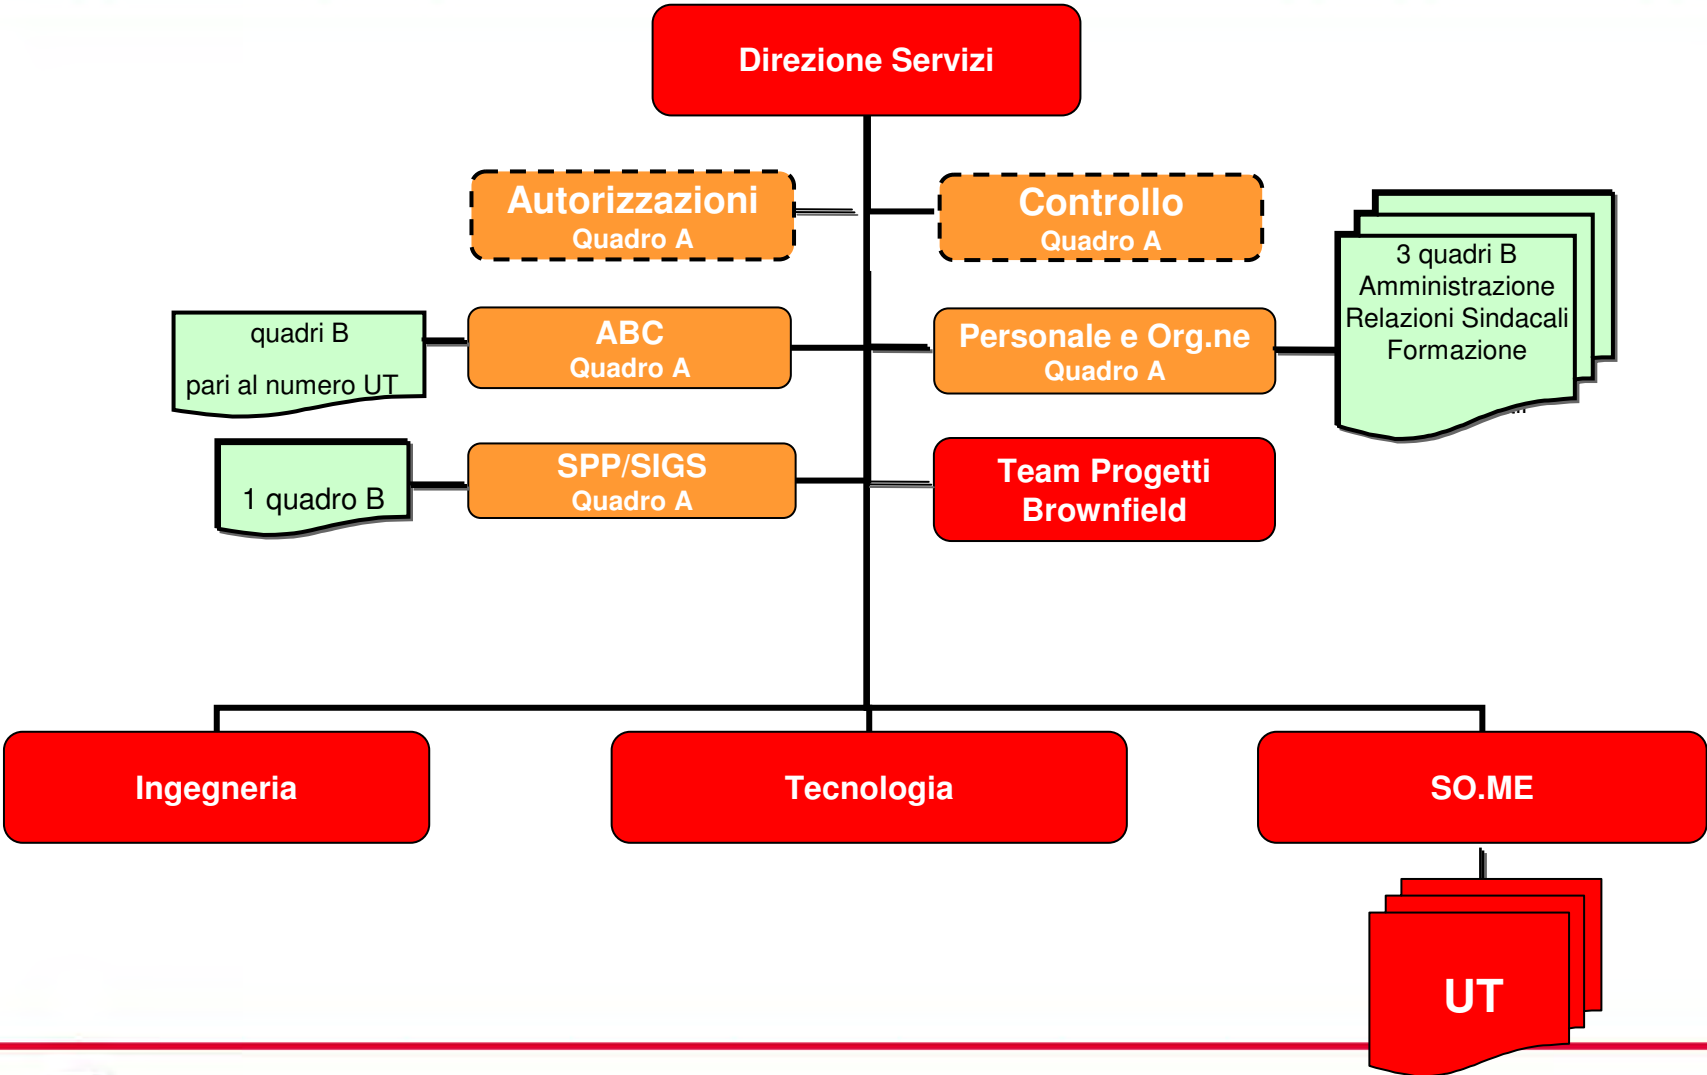 Direzione Servizi
Autorizzazioni
Quadro A
Controllo
Quadro A
quadri B
pari al numero UT
ABC
Quadro A
Personale e Org.ne
Quadro A
3 quadri B
Amministrazione
Relazioni Sindacali
Formazione
1 quadro B
SPP/SIGS
Quadro A
Team Progetti
Brownfield
Ingegneria
Tecnologia
SO.ME
UT